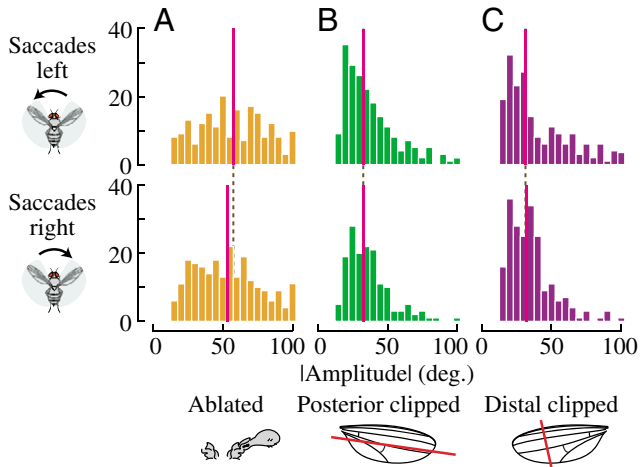 A B C
Saccades
left
40
20
0
Saccades
right
40
20
0
0 100 0 50 100 0 50 100
|Amplitude| (deg.)
Ablated Posterior clipped Distal clipped